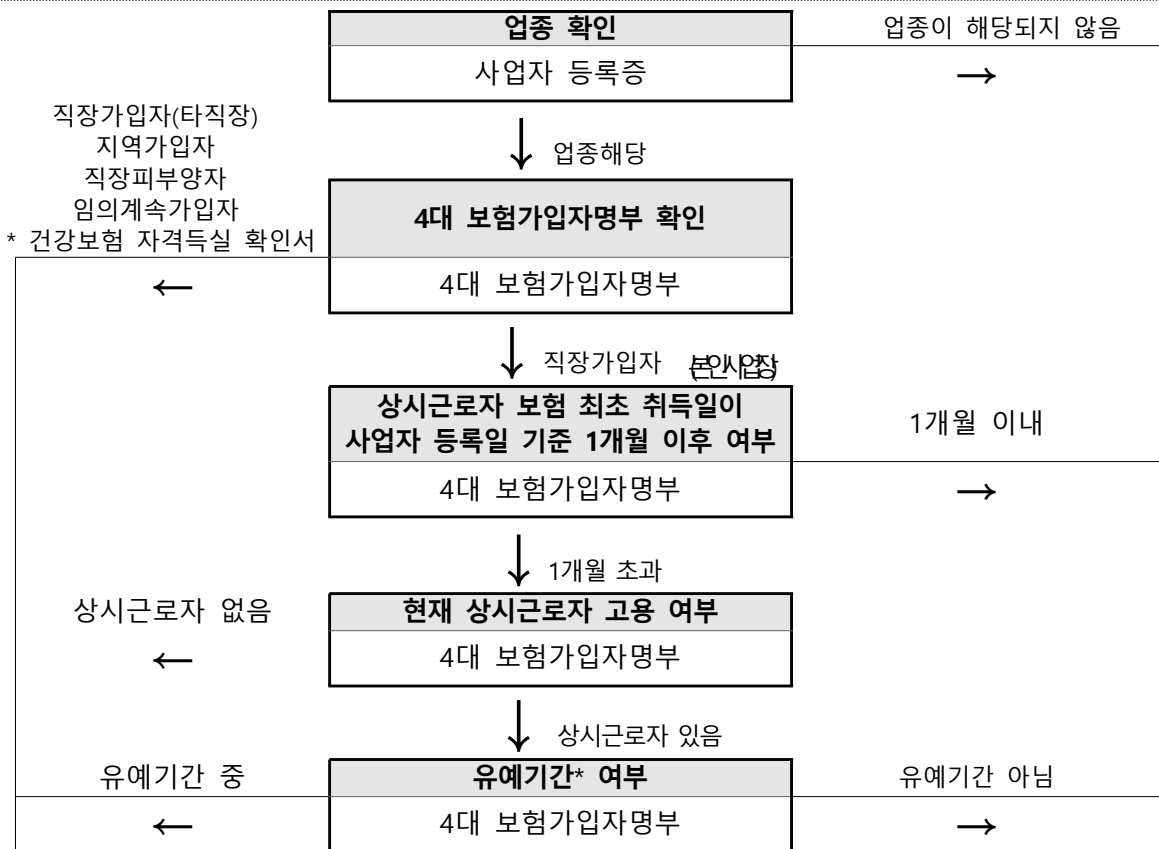 업종 확인
업종이 해당되지 않음
사업자 등록증
→
직장가입자(타직장)
지역가입자
직장피부양자
임의계속가입자
* 건강보험 자격득실 확인서
↓ 업종해당
4대 보험가입자명부 확인
←
4대 보험가입자명부
↓ 직장가입자 (본인사업장)
상시근로자 보험 최초 취득일이
사업자 등록일 기준 1개월 이후 여부
1개월 이내
4대 보험가입자명부
→
↓ 1개월 초과
상시근로자 없음
현재 상시근로자 고용 여부
←
4대 보험가입자명부
↓ 상시근로자 있음
유예기간 중
유예기간* 여부
유예기간 아님
←
4대 보험가입자명부
→